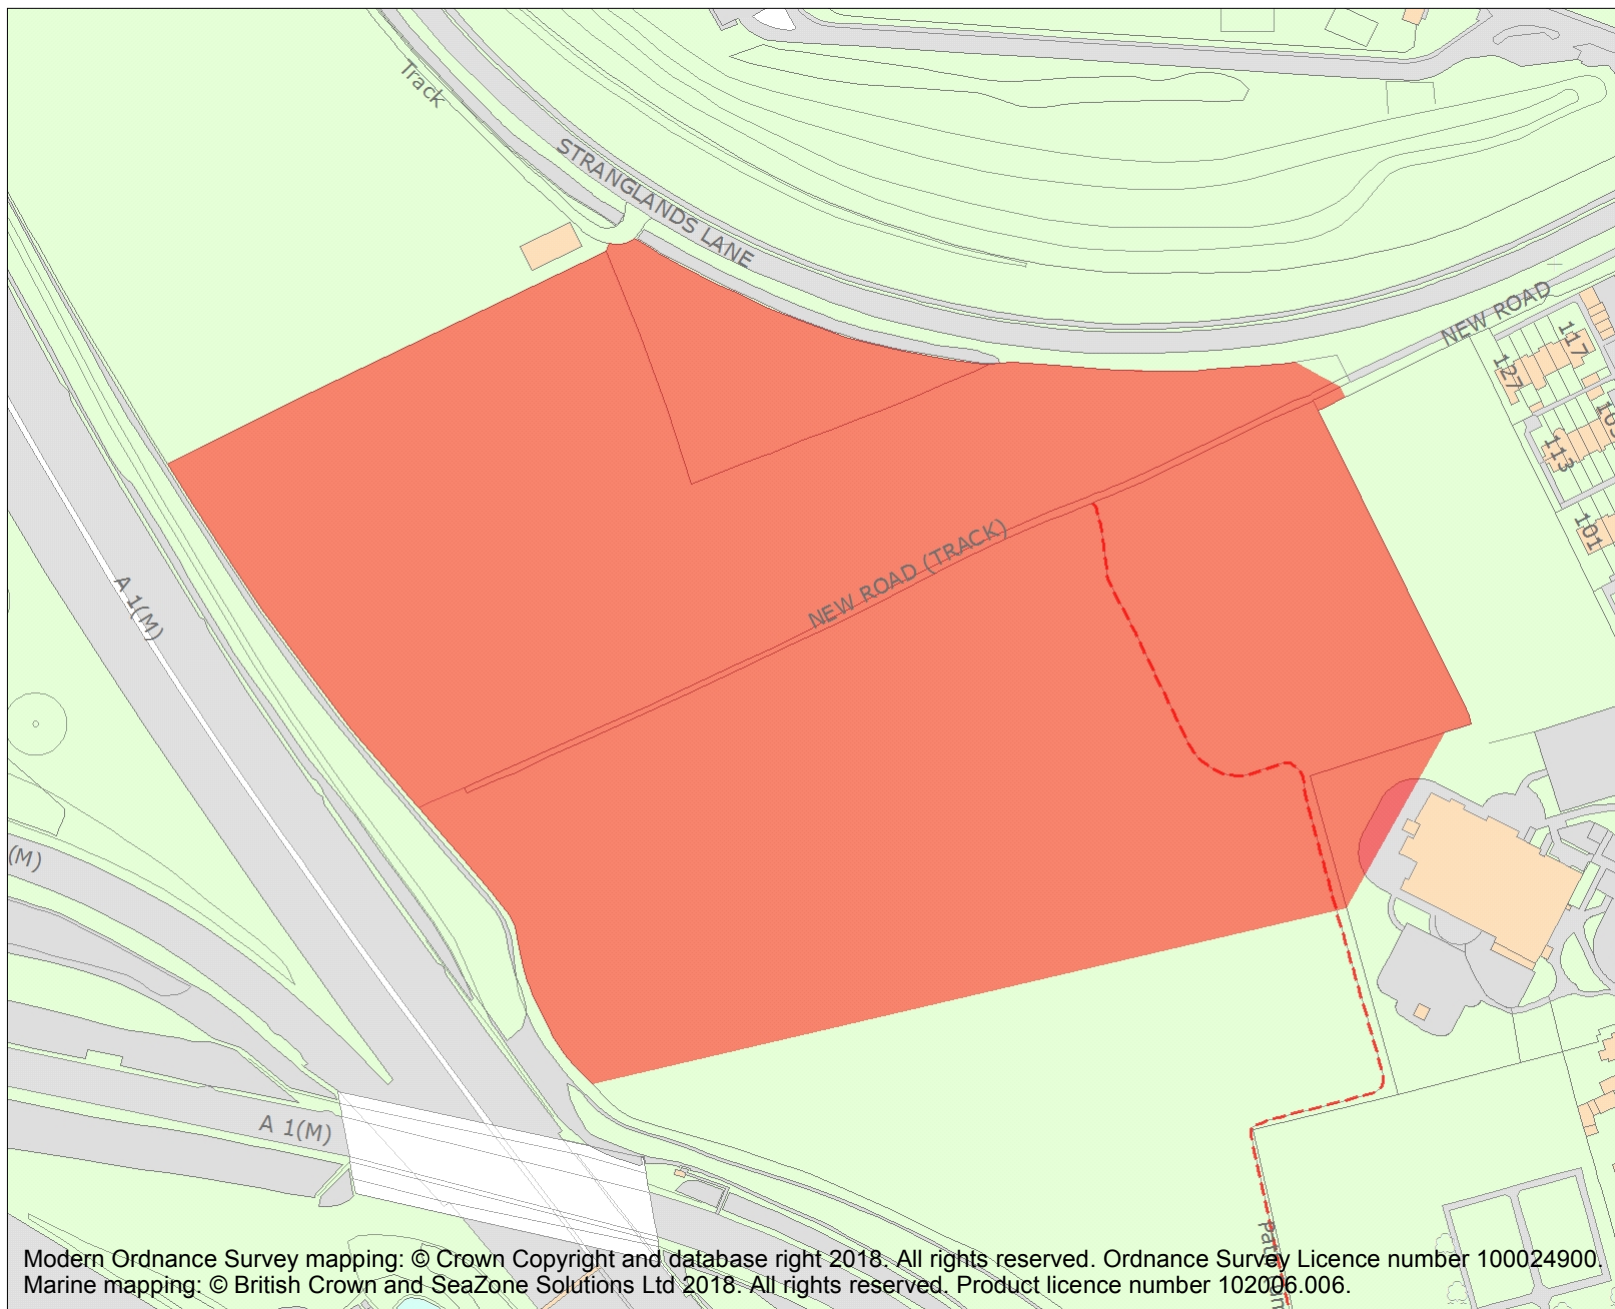 Track
STRANGLANDS LANE
NEW ROAD
117
127
113
101
NEW ROAD (TRACK)
A 1(M)
(M)
A 1(M)
Modern Ordnance Survey mapping: © Crown Copyright and database right 2018. All rights reserved. Ordnance Survey Licence number 100024900.
Marine mapping: © British Crown and SeaZone Solutions Ltd 2018. All rights reserved. Product licence number 102006.006.